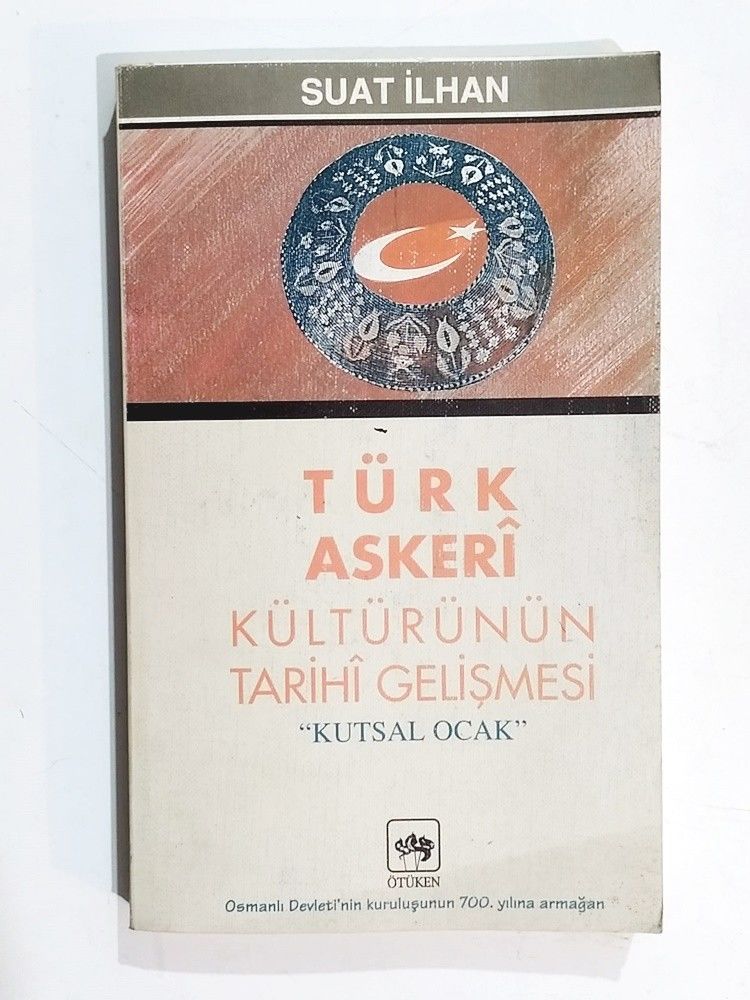 SUAT İLHAN
TÜRK
ASKERÎ
KÜLTÜRÜNÜN
TARİHÎ GELİŞMESİ
“KUTSAL OCAK”
ÖTÜKEN
Osmanlı Devleti'nin kuruluşunun 700. yılına armağan